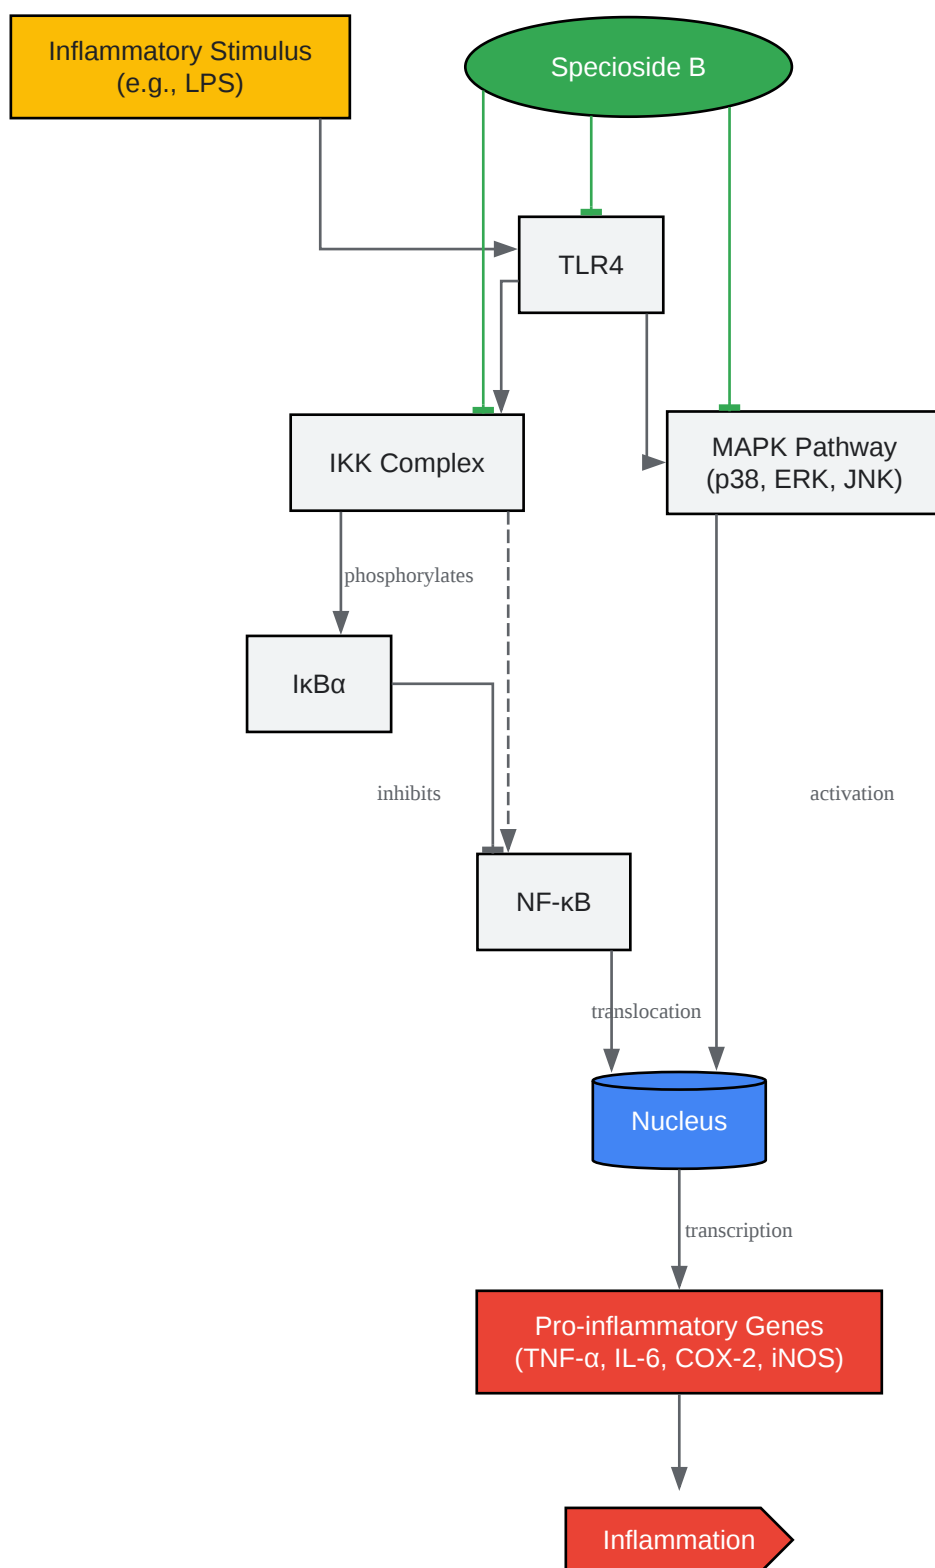 Inflammatory Stimulus
(e.g., LPS)
Specioside B
TLR4
IKK Complex
MAPK Pathway
(p38, ERK, JNK)
phosphorylates
IκBα
inhibits
activation
NF-κB
translocation
Nucleus
transcription
Pro-inflammatory Genes
(TNF-α, IL-6, COX-2, iNOS)
Inflammation